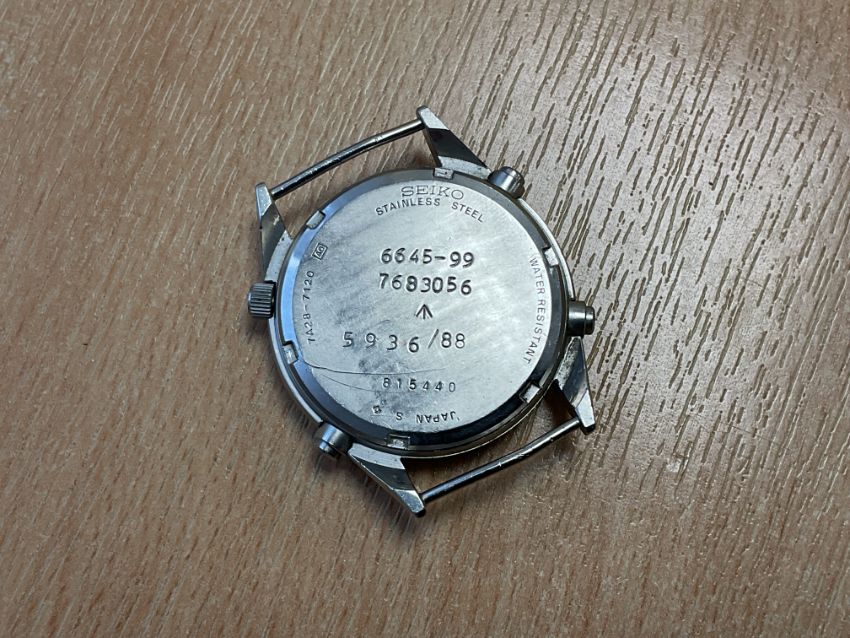 SEIKO
STAINLESS STEEL
WATER RESISTANT
7A28-7120
6645-99
7683056
5936/88
815440
JAPAN S